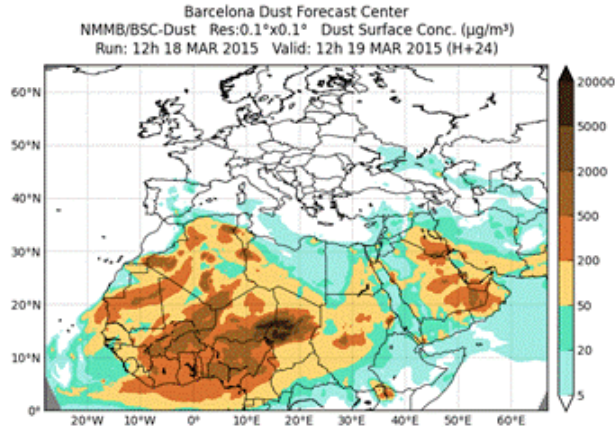 Barcelona Dust Forecast Center
NMMB/BSC-Dust Res:0.1°x0.1° Dust Surface Conc. (μg/m³)
Run: 12h 18 MAR 2015 Valid: 12h 19 MAR 2015 (H+24)
60°N
50°N
40°N
30°N
20°N
10°N
0°
20°W
10°W
0°
10°E
20°E
30°E
40°E
50°E
60°E
20000
5000
2000
500
200
50
20
5